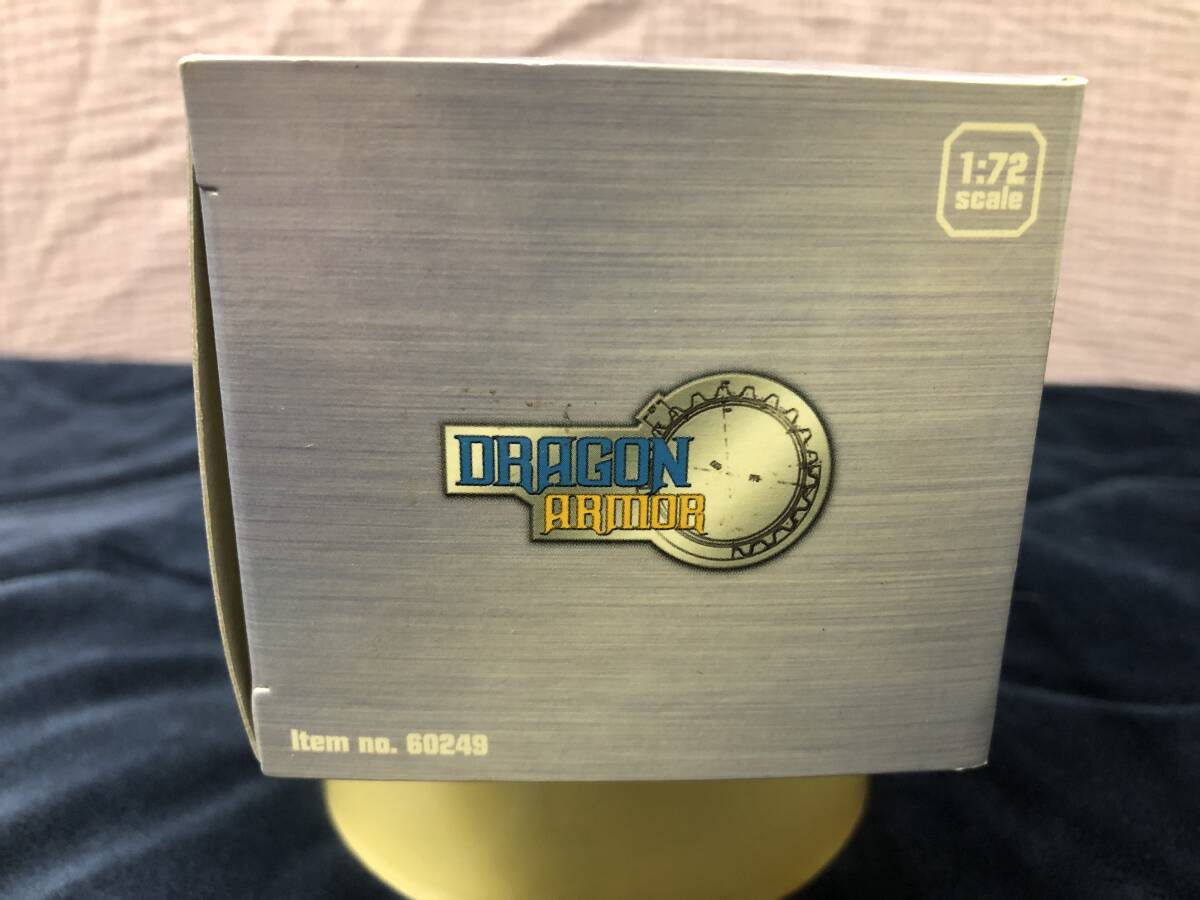 1:72
scale
DRAGON
ARMOR
Item no. 60249